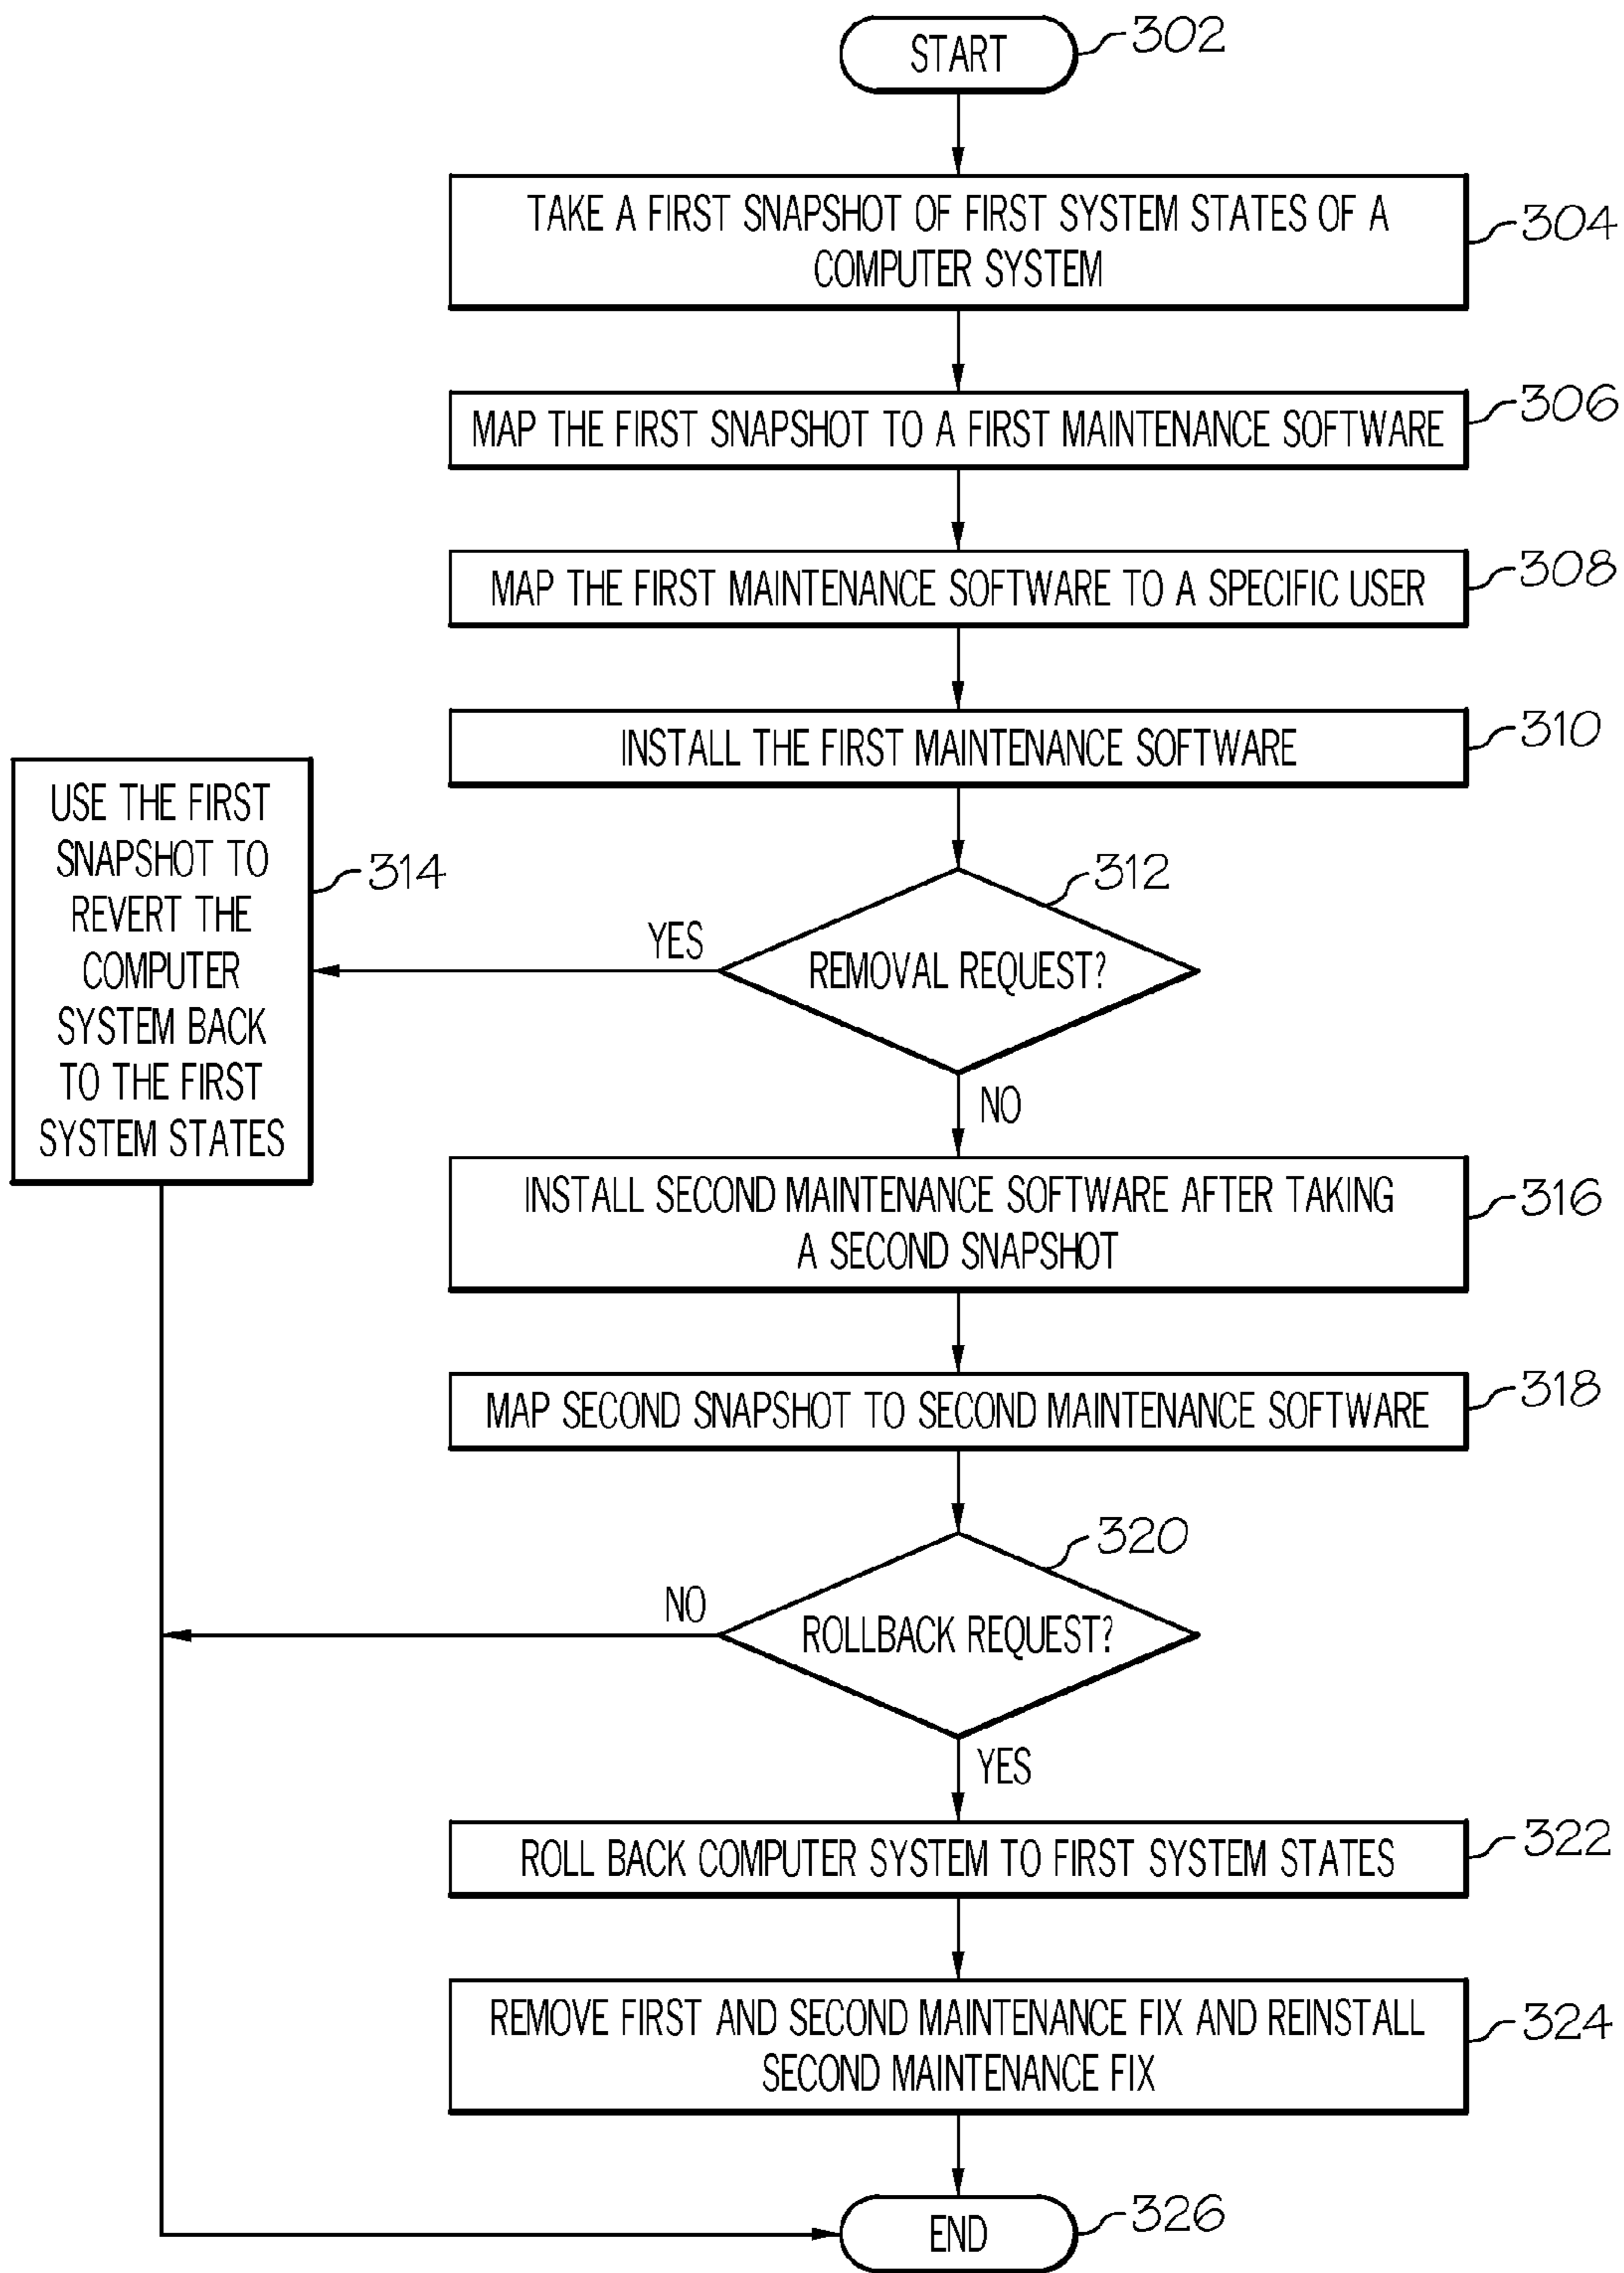 START
302
TAKE A FIRST SNAPSHOT OF FIRST SYSTEM STATES OF A
COMPUTER SYSTEM
304
MAP THE FIRST SNAPSHOT TO A FIRST MAINTENANCE SOFTWARE
306
MAP THE FIRST MAINTENANCE SOFTWARE TO A SPECIFIC USER
308
INSTALL THE FIRST MAINTENANCE SOFTWARE
310
REMOVAL REQUEST?
312
YES
USE THE FIRST
SNAPSHOT TO
REVERT THE
COMPUTER
SYSTEM BACK
TO THE FIRST
SYSTEM STATES
314
NO
INSTALL SECOND MAINTENANCE SOFTWARE AFTER TAKING
A SECOND SNAPSHOT
316
MAP SECOND SNAPSHOT TO SECOND MAINTENANCE SOFTWARE
318
ROLLBACK REQUEST?
320
NO
YES
ROLL BACK COMPUTER SYSTEM TO FIRST SYSTEM STATES
322
REMOVE FIRST AND SECOND MAINTENANCE FIX AND REINSTALL
SECOND MAINTENANCE FIX
324
END
326